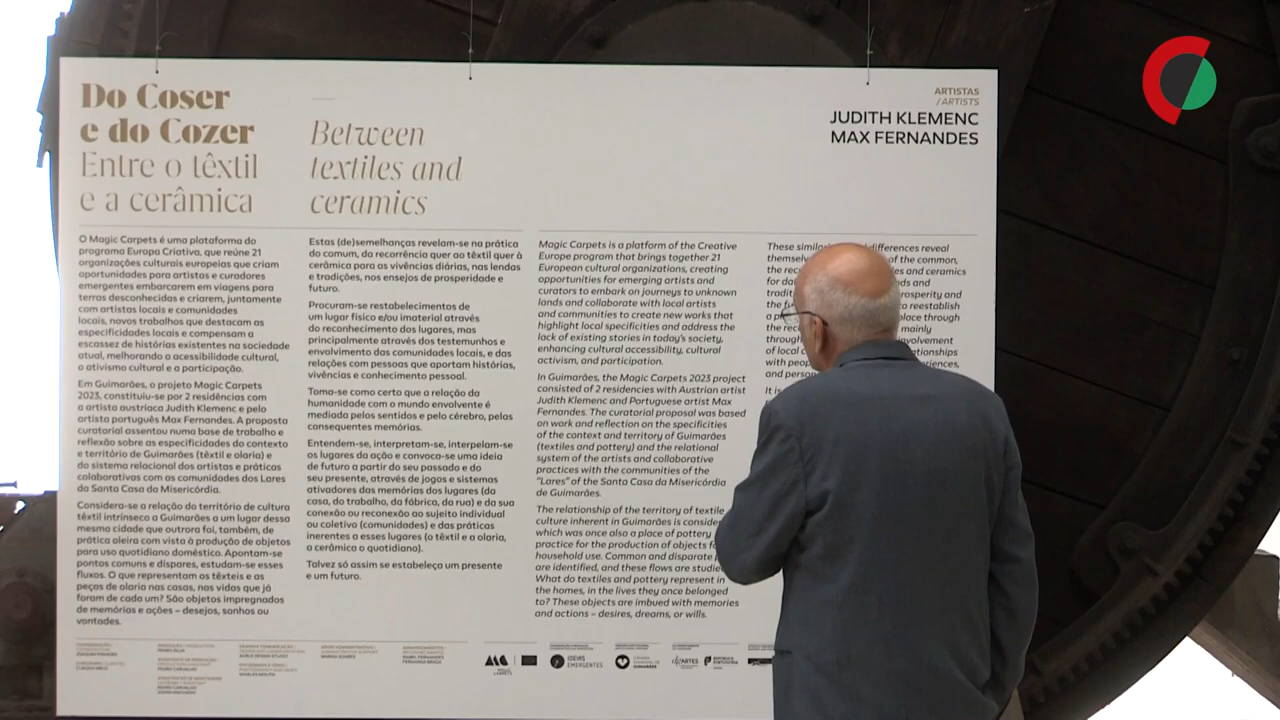 Do Coser
e do Cozer
Entre o têxtil
e a cerâmica
Between
textiles and
ceramics
ARTISTAS
/ARTISTS
JUDITH KLEMENC
MAX FERNANDES
O Magic Carpets é uma plataforma do
programa Europa Criativa, que reúne 21
organizações culturais europeias que criam
oportunidades para artistas e curadores
emergentes embarcarem em viagens para
terras desconhecidas e criarem, juntamente
com artistas locais e comunidades
locais, novos trabalhos que destacam as
especificidades locais e compensam a
escassez de histórias existentes na sociedade
atual, melhorando a acessibilidade cultural,
o ativismo cultural e a participação.
Em Guimarães, o projeto Magic Carpets
2023, constituiu-se por 2 residências com
a artista austríaca Judith Klemenc e pelo
artista português Max Fernandes. A proposta
curatorial assentou numa base de trabalho e
reflexão sobre as especificidades do contexto
e território de Guimarães (têxtil e olaria) e
do sistema relacional dos artistas e práticas
colaborativas com as comunidades dos Lares
da Santa Casa da Misericórdia.
Considera-se a relação do território de cultura
têxtil intrínseco a Guimarães a um lugar dessa
mesma cidade que outrora foi, também, de
prática oleira com vista à produção de objetos
para uso quotidiano doméstico. Apontam-se
pontos comuns e díspares, estudam-se esses
fluxos. O que representam os têxteis e as
peças de olaria nas casas, nas vidas que já
foram de cada um? São objetos impregnados
de memórias e ações – desejos, sonhos ou
vontades.
Estas (de)semelhanças revelam-se na prática
do comum, da recorrência quer ao têxtil quer à
cerâmica para as vivências diárias, nas lendas
e tradições, nos ensejos de prosperidade e
futuro.
Procuram-se restabelecimentos de
um lugar físico e/ou imaterial através
do reconhecimento dos lugares, mas
principalmente através dos testemunhos e
envolvimento das comunidades locais, e das
relações com pessoas que aportam histórias,
vivências e conhecimento pessoal.
Toma-se como certo que a relação da
humanidade com o mundo envolvente é
mediada pelos sentidos e pelo cérebro, pelas
consequentes memórias.
Entendem-se, interpretam-se, interpelam-se
os lugares da ação e convoca-se uma ideia
de futuro a partir do seu passado e do
seu presente, através de jogos e sistemas
ativadores das memórias dos lugares (da
casa, do trabalho, da fábrica, da rua) e da sua
conexão ou reconexão ao sujeito individual
ou coletivo (comunidades) e das práticas
inerentes a esses lugares (o têxtil e a olaria,
a cerâmica o quotidiano).
Talvez só assim se estabeleça um presente
e um futuro.
Magic Carpets is a platform of the Creative
Europe program that brings together 21
European cultural organizations, creating
opportunities for emerging artists and
curators to embark on journeys to unknown
lands and collaborate with local artists
and communities to create new works that
highlight local specificities and address the
lack of existing stories in today's society,
enhancing cultural accessibility, cultural
activism, and participation.
In Guimarães, the Magic Carpets 2023 project
consisted of 2 residencies with Austrian artist
Judith Klemenc and Portuguese artist Max
Fernandes. The curatorial proposal was based
on work and reflection on the specificities
of the context and territory of Guimarães
(textiles and pottery) and the relational
system of the artists and collaborative
practices with the communities of the
"Lares" of the Santa Casa da Misericórdia
de Guimarães.
The relationship of the territory of textile
culture inherent in Guimarães is
which was once also a place of pottery
practice for the production of objects
household use. Common and disparate
are identified, and these flows are
What do textiles and pottery represent in
the homes, in the lives they once belonged
to? These objects are imbued with memories
and actions – desires, dreams, or wills.
These differences reveal
of the common,
the and ceramics
for
prosperity and
the to reestablish
a place through
the mainly
through
of local
with
and
It is
IDEIAS
EMERGENTES